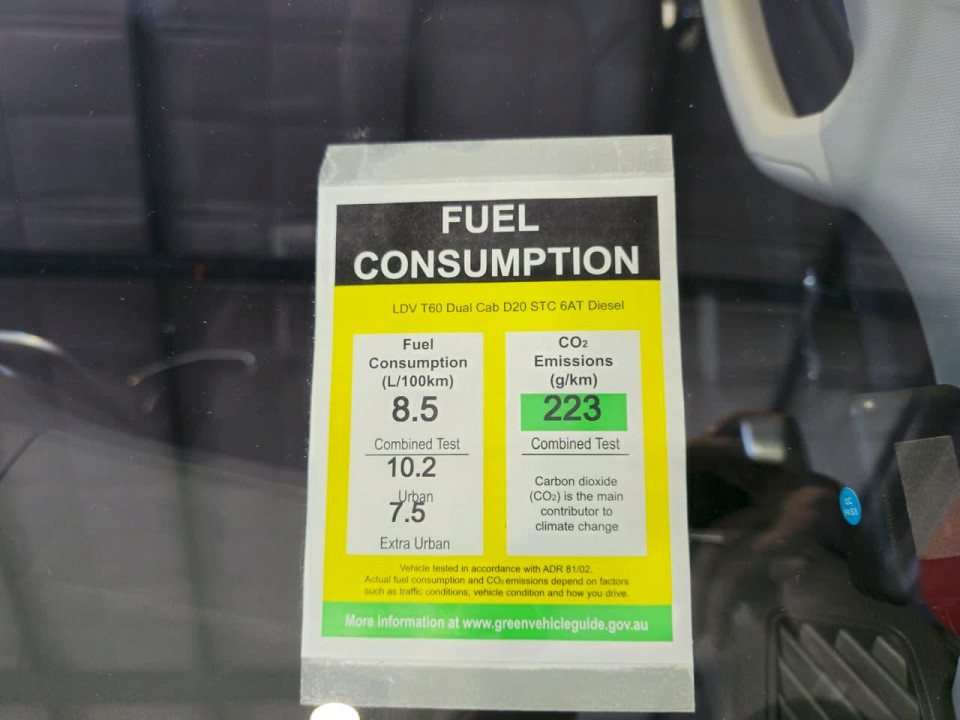 FUEL
CONSUMPTION
LDV T60 Dual Cab D20 STC 6AT Diesel
Fuel
Consumption
(L/100km)
8.5
Combined Test
10.2
Urban
7.5
Extra Urban
CO2
Emissions
(g/km)
223
Combined Test
Carbon dioxide
(CO2) is the main
contributor to
climate change
Vehicle tested in accordance with ADR 81/02.
Actual fuel consumption and CO2 emissions depend on factors
such as traffic conditions, vehicle condition and how you drive.
More information at www.greenvehicleguide.gov.au
QC
PASS